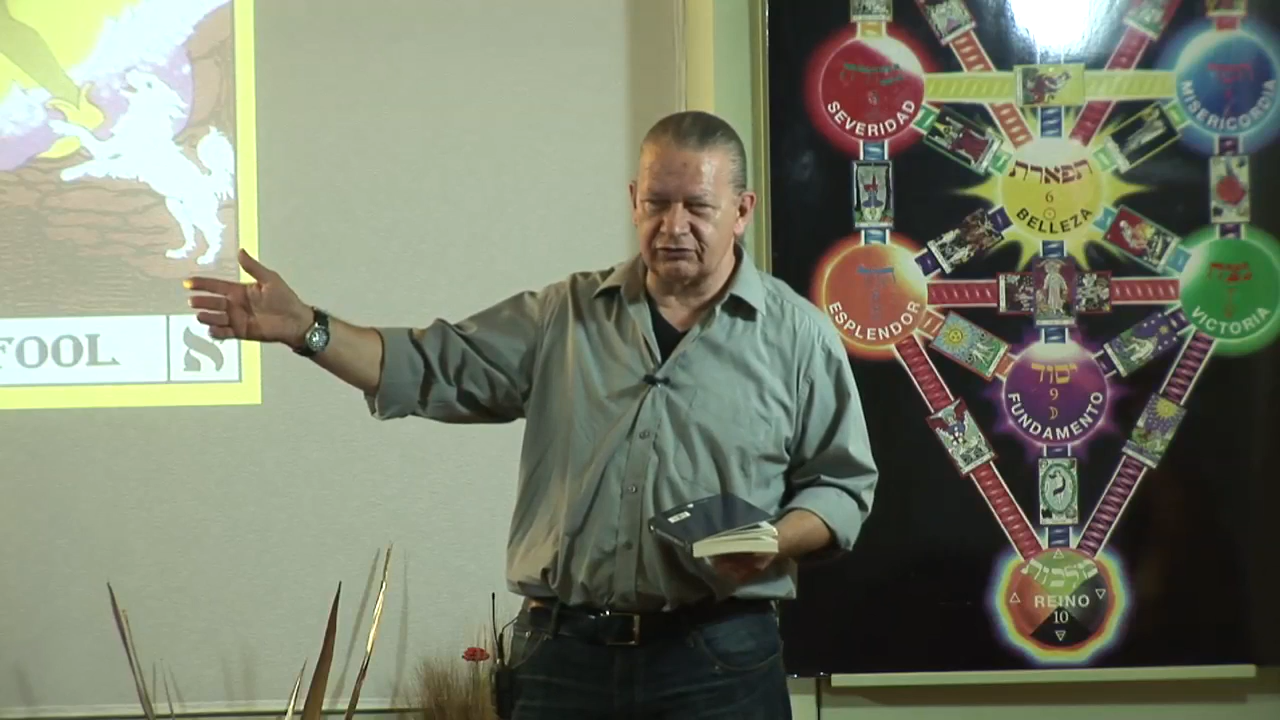 FOOL
א
SEVERIDAD
MISERICORDIA
תפארת
6
BELLEZA
ESPLENDOR
VICTORIA
יסוד
9
FUNDAMENTO
REINO
10